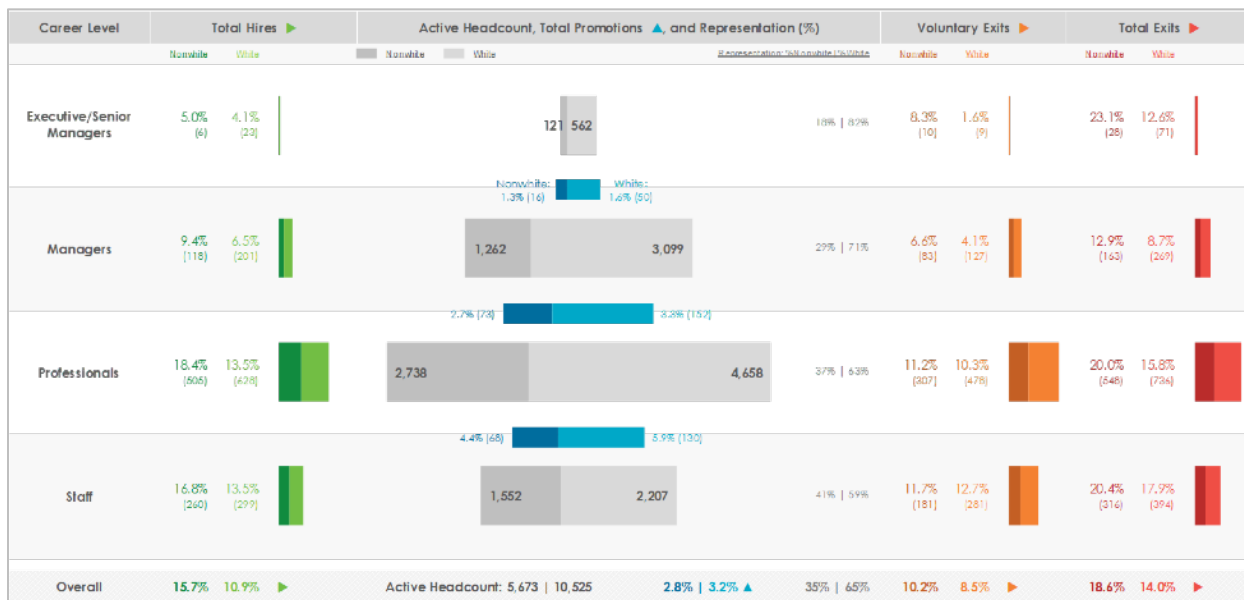 Career Level Total Hires ▶ Active Headcount, Total Promotions ▲, and Representation (%) Voluntary Exits ▶ Total Exits ▶
Nonwhite White Nonwhite White Representation: %Nonwhite | %White Nonwhite White Nonwhite White
Executive/Senior Managers
5.0% 4.1% 121 562 18% | 82% 8.3% 1.6% 23.1% 12.6%
(6) (23) (10) (9) (28) (71)
Nonwhite: White:
1.3% (16) 1.6% (50)
Managers
9.4% 6.5% 1,262 3,099 29% | 71% 6.6% 4.1% 12.9% 8.7%
(118) (201) (83) (127) (163) (269)
2.7% (73) 3.3% (152)
Professionals
18.4% 13.5% 2,738 4,658 37% | 63% 11.2% 10.3% 20.0% 15.8%
(505) (628) (307) (478) (548) (736)
4.4% (68) 5.9% (130)
Staff
16.8% 13.5% 1,552 2,207 41% | 59% 11.7% 12.7% 20.4% 17.9%
(260) (299) (181) (281) (316) (394)
Overall 15.7% 10.9% ▶ Active Headcount: 5,673 | 10,525 2.8% | 3.2% ▲ 35% | 65% 10.2% 8.5% ▶ 18.6% 14.0% ▶